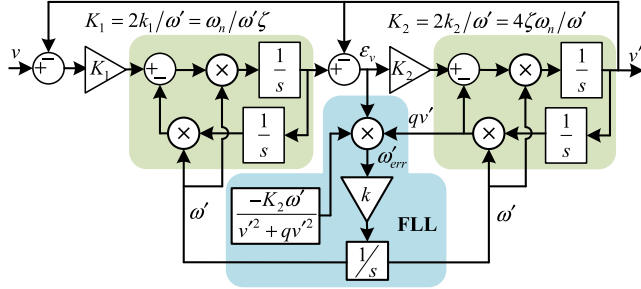 K₁ = 2k₁/ω′ = ωₙ/ω′ζ
K₂ = 2k₂/ω′ = 4ζωₙ/ω′
v
+
−
K₁
+
−
×
1/s
+
−
εᵥ
K₂
+
−
×
1/s
v′
×
1/s
×
qv′
×
1/s
ω′ₑᵣᵣ
ω′
−K₂ω′/(v′² + qv′²)
k
FLL
ω′
1/s